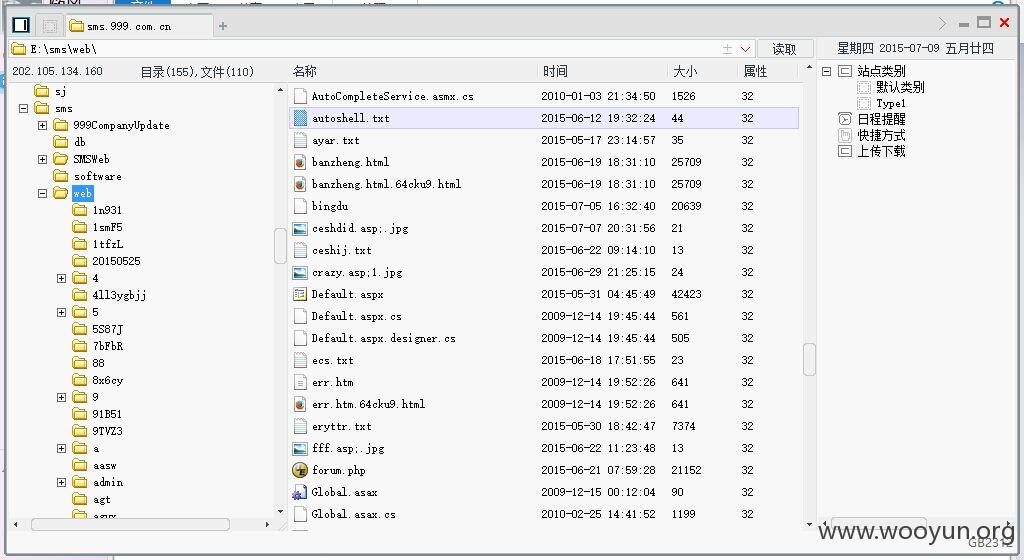 sms.999.com.cn
E:\sms\web\
读取
星期四 2015-07-09 五月廿四
202.105.134.160
目录(155),文件(110)
名称 时间 大小 属性
sj
sms
999CompanyUpdate
db
SMSWeb
software
web
1n931
1smF5
1tfzL
20150525
4
4ll3ygbjj
5
5S87J
7bFbR
88
8x6cy
9
91B51
9TVZ3
a
aasw
admin
agt
AutoCompleteService.asmx.cs 2010-01-03 21:34:50 1526 32
autoshell.txt 2015-06-12 19:32:24 44 32
ayar.txt 2015-05-17 23:14:57 35 32
banzheng.html 2015-06-19 18:31:10 25709 32
banzheng.html.64cku9.html 2015-06-19 18:31:10 25709 32
bingdu 2015-07-05 16:32:40 20639 32
ceshdid.asp;.jpg 2015-07-07 20:31:56 21 32
ceshij.txt 2015-06-22 09:14:10 13 32
crazy.asp;1.jpg 2015-06-29 21:25:15 24 32
Default.aspx 2015-05-31 04:45:49 42423 32
Default.aspx.cs 2009-12-14 19:45:44 561 32
Default.aspx.designer.cs 2009-12-14 19:45:44 505 32
ecs.txt 2015-06-18 17:51:55 23 32
err.htm 2009-12-14 19:52:26 641 32
err.htm.64cku9.html 2009-12-14 19:52:26 641 32
eryttr.txt 2015-05-30 18:42:47 7374 32
fff.asp;.jpg 2015-06-22 11:23:48 13 32
forum.php 2015-06-21 07:59:28 21152 32
Global.asax 2009-12-15 00:12:04 90 32
Global.asax.cs 2010-02-25 14:41:52 1199 32
站点类别
默认类别
Type1
日程提醒
快捷方式
上传下载
www.wooyun.org
GB2312